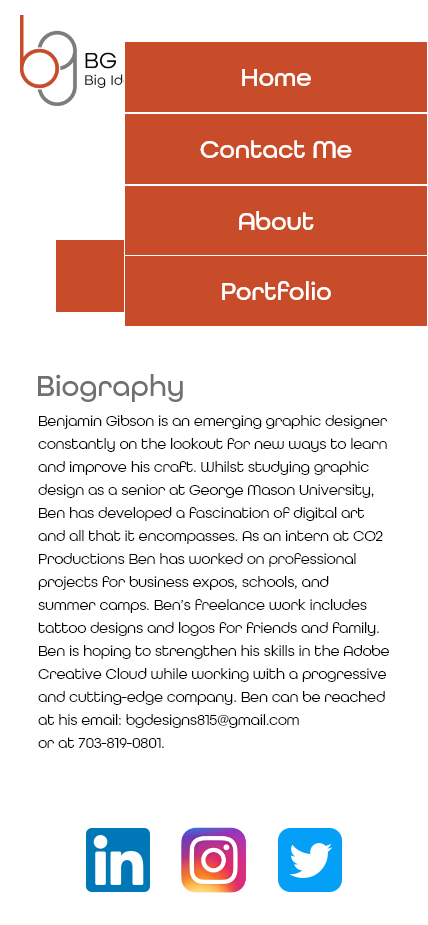 BG
Big Id
Home
Contact Me
About
Portfolio
Biography
Benjamin Gibson is an emerging graphic designer
constantly on the lookout for new ways to learn
and improve his craft. Whilst studying graphic
design as a senior at George Mason University,
Ben has developed a fascination of digital art
and all that it encompasses. As an intern at CO2
Productions Ben has worked on professional
projects for business expos, schools, and
summer camps. Ben's freelance work includes
tattoo designs and logos for friends and family.
Ben is hoping to strengthen his skills in the Adobe
Creative Cloud while working with a progressive
and cutting-edge company. Ben can be reached
at his email: bgdesigns815@gmail.com
or at 703-819-0801.
in